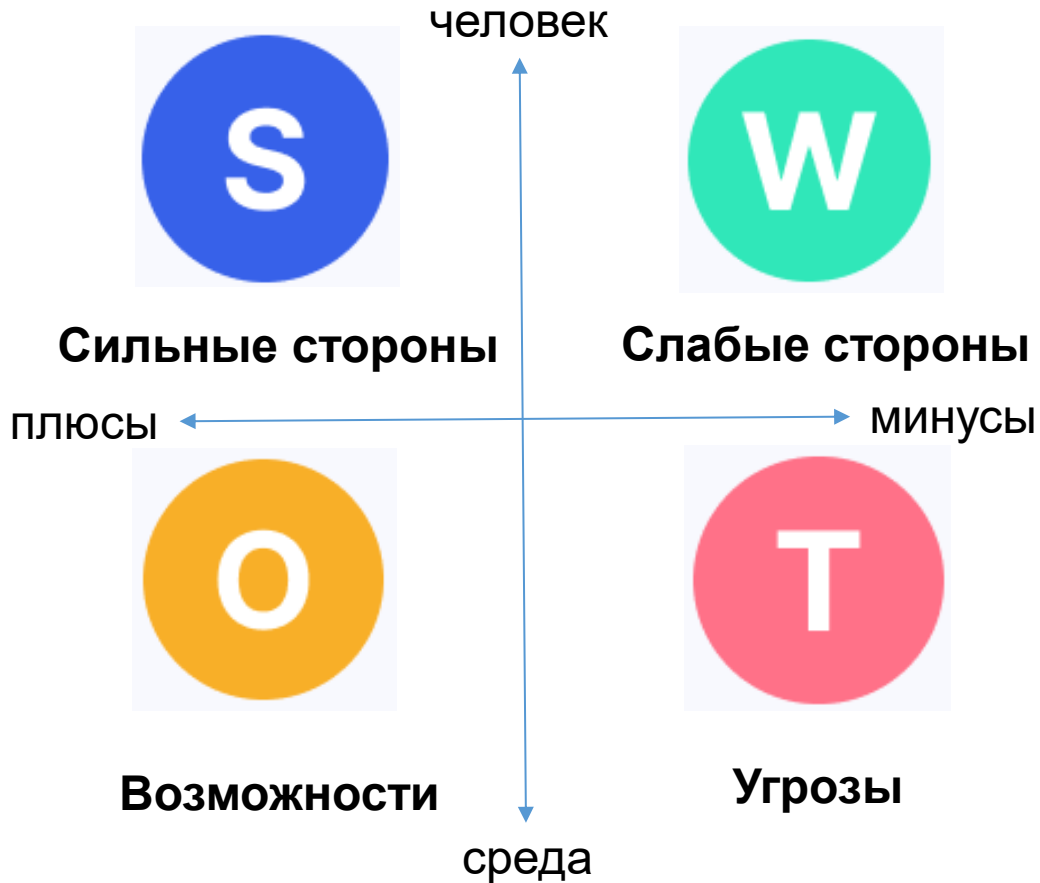 человек
S
W
Сильные стороны
Слабые стороны
плюсы
минусы
O
T
Возможности
Угрозы
среда